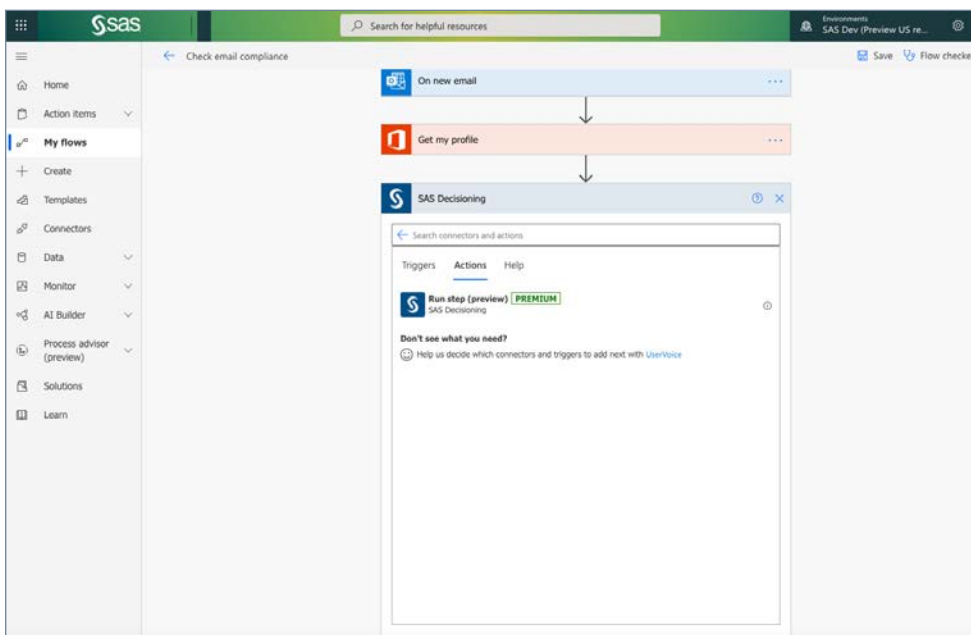 sas
Search for helpful resources
Environments
SAS Dev (Preview US re...
Check email compliance
Save
Flow checke
Home
Action items
My flows
Create
Templates
Connectors
Data
Monitor
AI Builder
Process advisor
(preview)
Solutions
Learn
On new email
Get my profile
SAS Decisioning
Search connectors and actions
Triggers Actions Help
Run step (preview) PREMIUM
SAS Decisioning
Don't see what you need?
Help us decide which connectors and triggers to add next with UserVoice